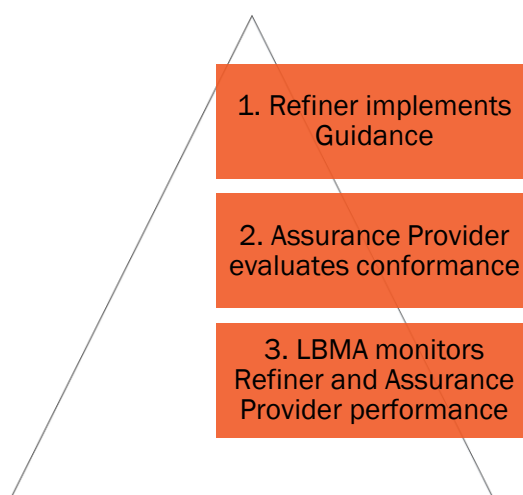 1. Refiner implements
Guidance
2. Assurance Provider
evaluates conformance
3. LBMA monitors
Refiner and Assurance
Provider performance